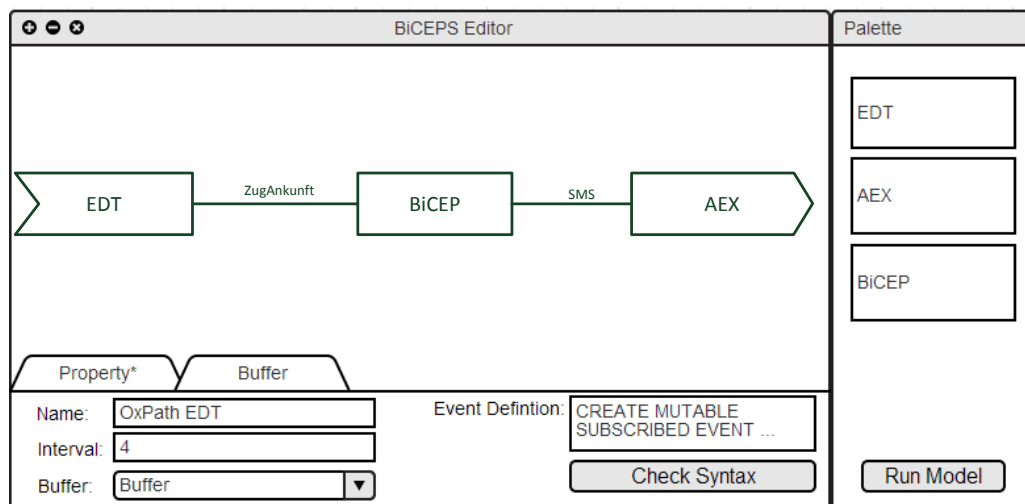 BiCEPS Editor
Palette
EDT
AEX
BiCEP
EDT
ZugAnkunft
BiCEP
SMS
AEX
Property*
Buffer
Name:
OxPath EDT
Interval:
4
Buffer:
Buffer
Event Defintion:
CREATE MUTABLE
SUBSCRIBED EVENT ...
Check Syntax
Run Model